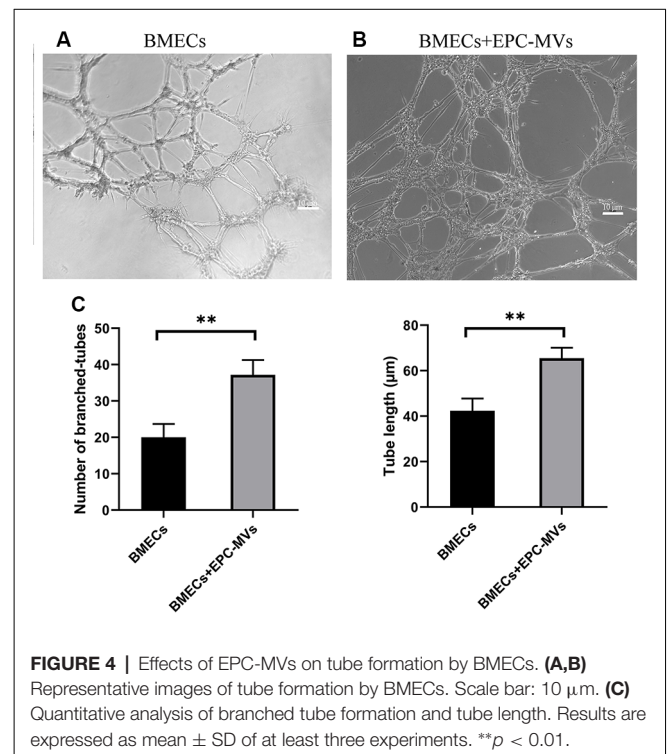 A
BMECs
B
BMECs+EPC-MVs
10 μm
C
**
50
40
30
20
10
0
Number of branched-tubes
BMECs
BMECs+EPC-MVs
**
80
60
40
20
0
Tube length (μm)
BMECs
BMECs+EPC-MVs
FIGURE 4 | Effects of EPC-MVs on tube formation by BMECs. (A,B)
Representative images of tube formation by BMECs. Scale bar: 10 μm. (C)
Quantitative analysis of branched tube formation and tube length. Results are
expressed as mean ± SD of at least three experiments. **p < 0.01.